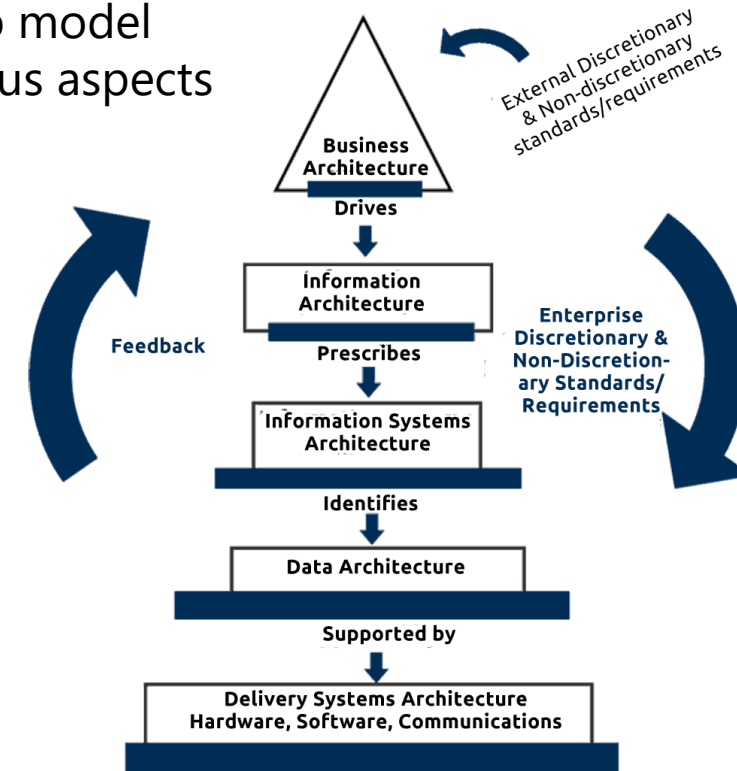 o model
us aspects
External Discretionary
& Non-discretionary
standards/requirements
Business
Architecture
Drives
Information
Architecture
Feedback
Prescribes
Enterprise
Discretionary &
Non-Discretion-
ary Standards/
Requirements
Information Systems
Architecture
Identifies
Data Architecture
Supported by
Delivery Systems Architecture
Hardware, Software, Communications